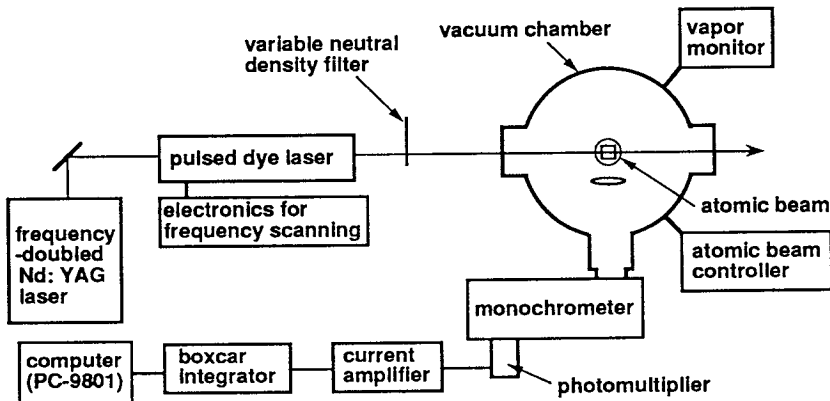 variable neutral
density filter
vacuum chamber
vapor
monitor
pulsed dye laser
electronics for
frequency scanning
frequency
-doubled
Nd: YAG
laser
atomic beam
atomic beam
controller
monochrometer
computer
(PC-9801)
boxcar
integrator
current
amplifier
photomultiplier